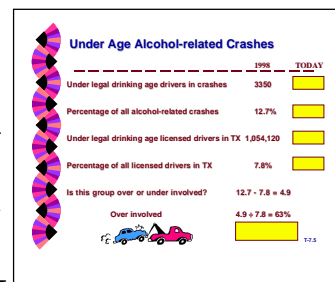 Under Age Alcohol-related Crashes
1998 TODAY
Under legal drinking age drivers in crashes 3350
Percentage of all alcohol-related crashes 12.7%
Under legal drinking age licensed drivers in TX 1,054,120
Percentage of all licensed drivers in TX 7.8%
Is this group over or under involved? 12.7 - 7.8 = 4.9
Over involved 4.9 ÷ 7.8 = 63%
T-7.5